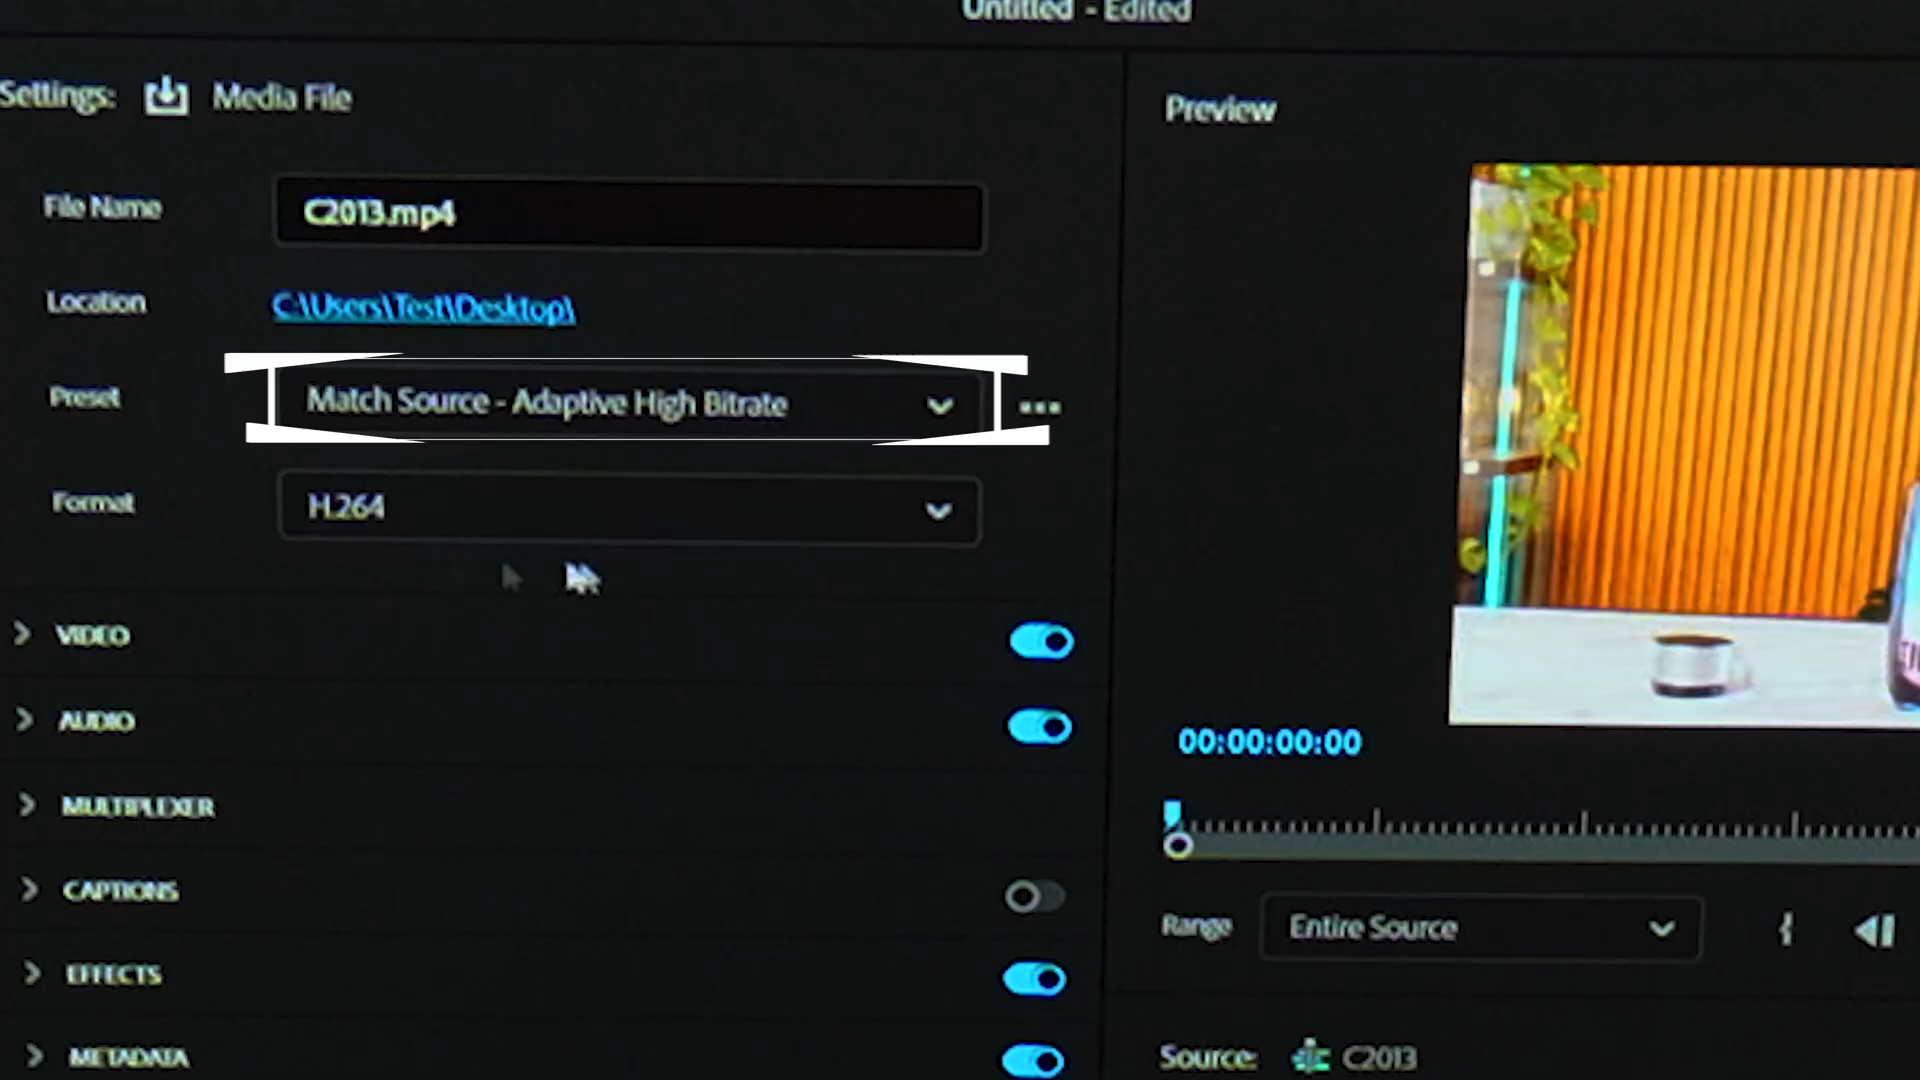 Untitled - Edited
Settings: Media File
Preview
File Name C2013.mp4
Location C:\Users\Test\Desktop\
Preset Match Source - Adaptive High Bitrate
Format H.264
VIDEO
AUDIO
00:00:00:00
MULTIPLEXER
CAPTIONS
Range Entire Source
EFFECTS
METADATA
Source: C2013